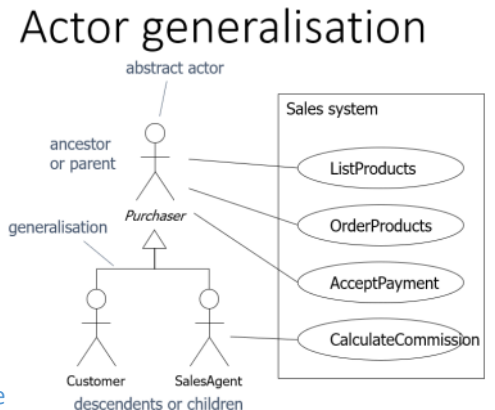 Actor generalisation
abstract actor
Sales system
ancestor
or parent
ListProducts
Purchaser
OrderProducts
generalisation
AcceptPayment
CalculateCommission
Customer
SalesAgent
e
descendents or children